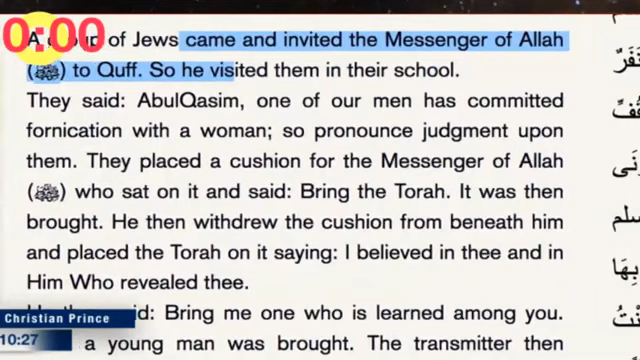 0:00
of Jews came and invited the Messenger of Allah
(ﷺ) to Quff. So he visited them in their school.
They said: AbulQasim, one of our men has committed
fornication with a woman; so pronounce judgment upon
them. They placed a cushion for the Messenger of Allah
(ﷺ) who sat on it and said: Bring the Torah. It was then
brought. He then withdrew the cushion from beneath him
and placed the Torah on it saying: I believed in thee and in
Him Who revealed thee.
Bring me one who is learned among you.
a young man was brought. The transmitter then
Christian Prince
10:27